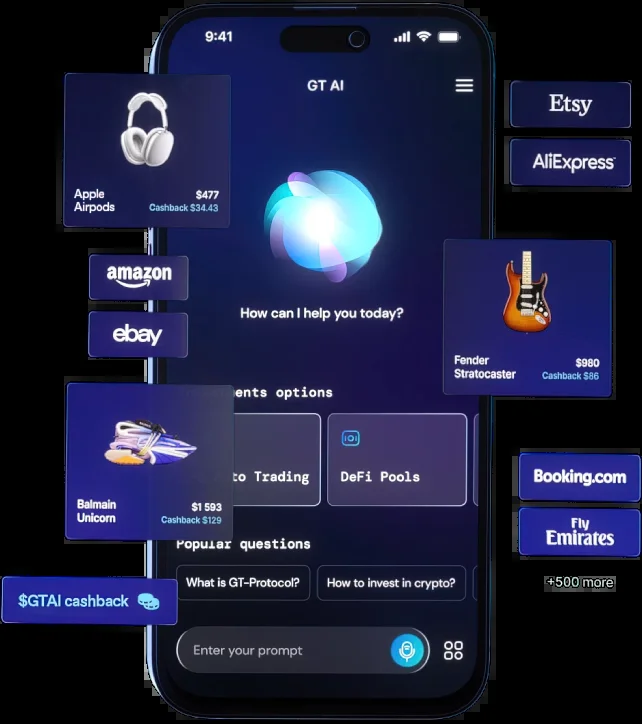 9:41
GT AI
Apple
Airpods
$477
Cashback $34.43
Etsy
AliExpress
amazon
ebay
How can I help you today?
Fender
Stratocaster
$980
Cashback $86
ents options
to Trading
DeFi Pools
Balmain
Unicorn
$1 593
Cashback $129
Booking.com
Fly
Emirates
+500 more
Popular questions
What is GT-Protocol?
How to invest in crypto?
$GTAI cashback
Enter your prompt